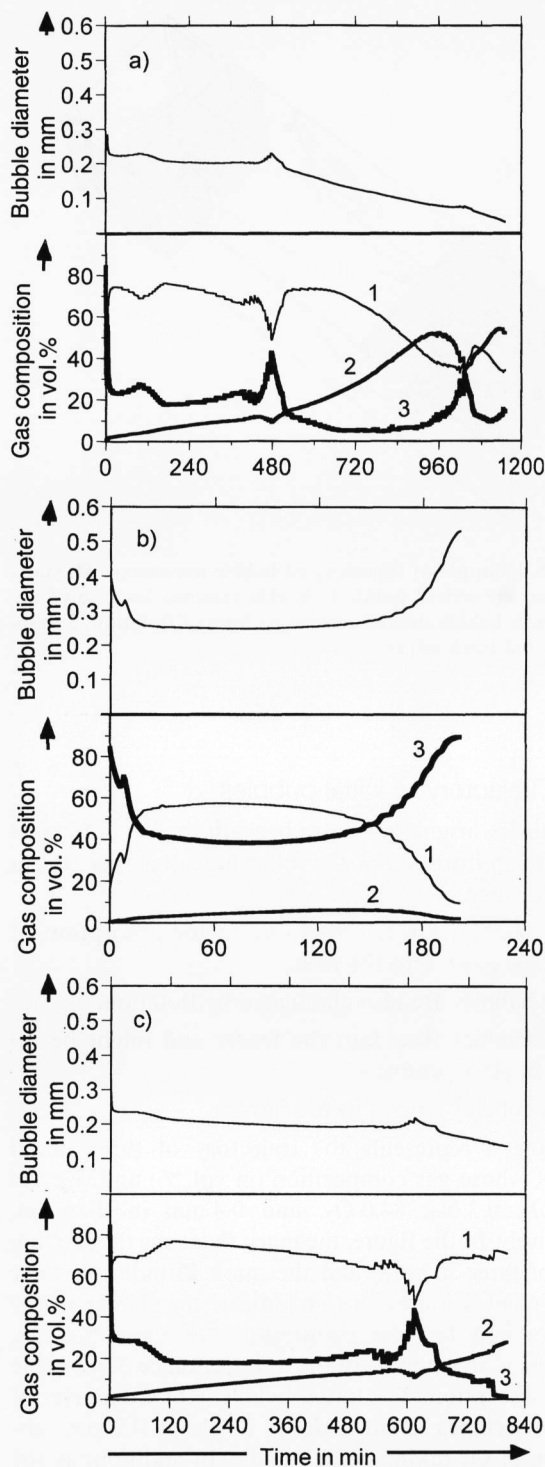 a)
Bubble diameter
in mm
0.6
0.5
0.4
0.3
0.2
0.1
Gas composition
in vol.%
80
60
40
20
0
1
2
3
0 240 480 720 960 1200
b)
Bubble diameter
in mm
0.6
0.5
0.4
0.3
0.2
0.1
Gas composition
in vol.%
80
60
40
20
0
3
1
2
0 60 120 180 240
c)
Bubble diameter
in mm
0.6
0.5
0.4
0.3
0.2
0.1
Gas composition
in vol.%
80
60
40
20
0
1
2
3
0 120 240 360 480 600 720 840
Time in min